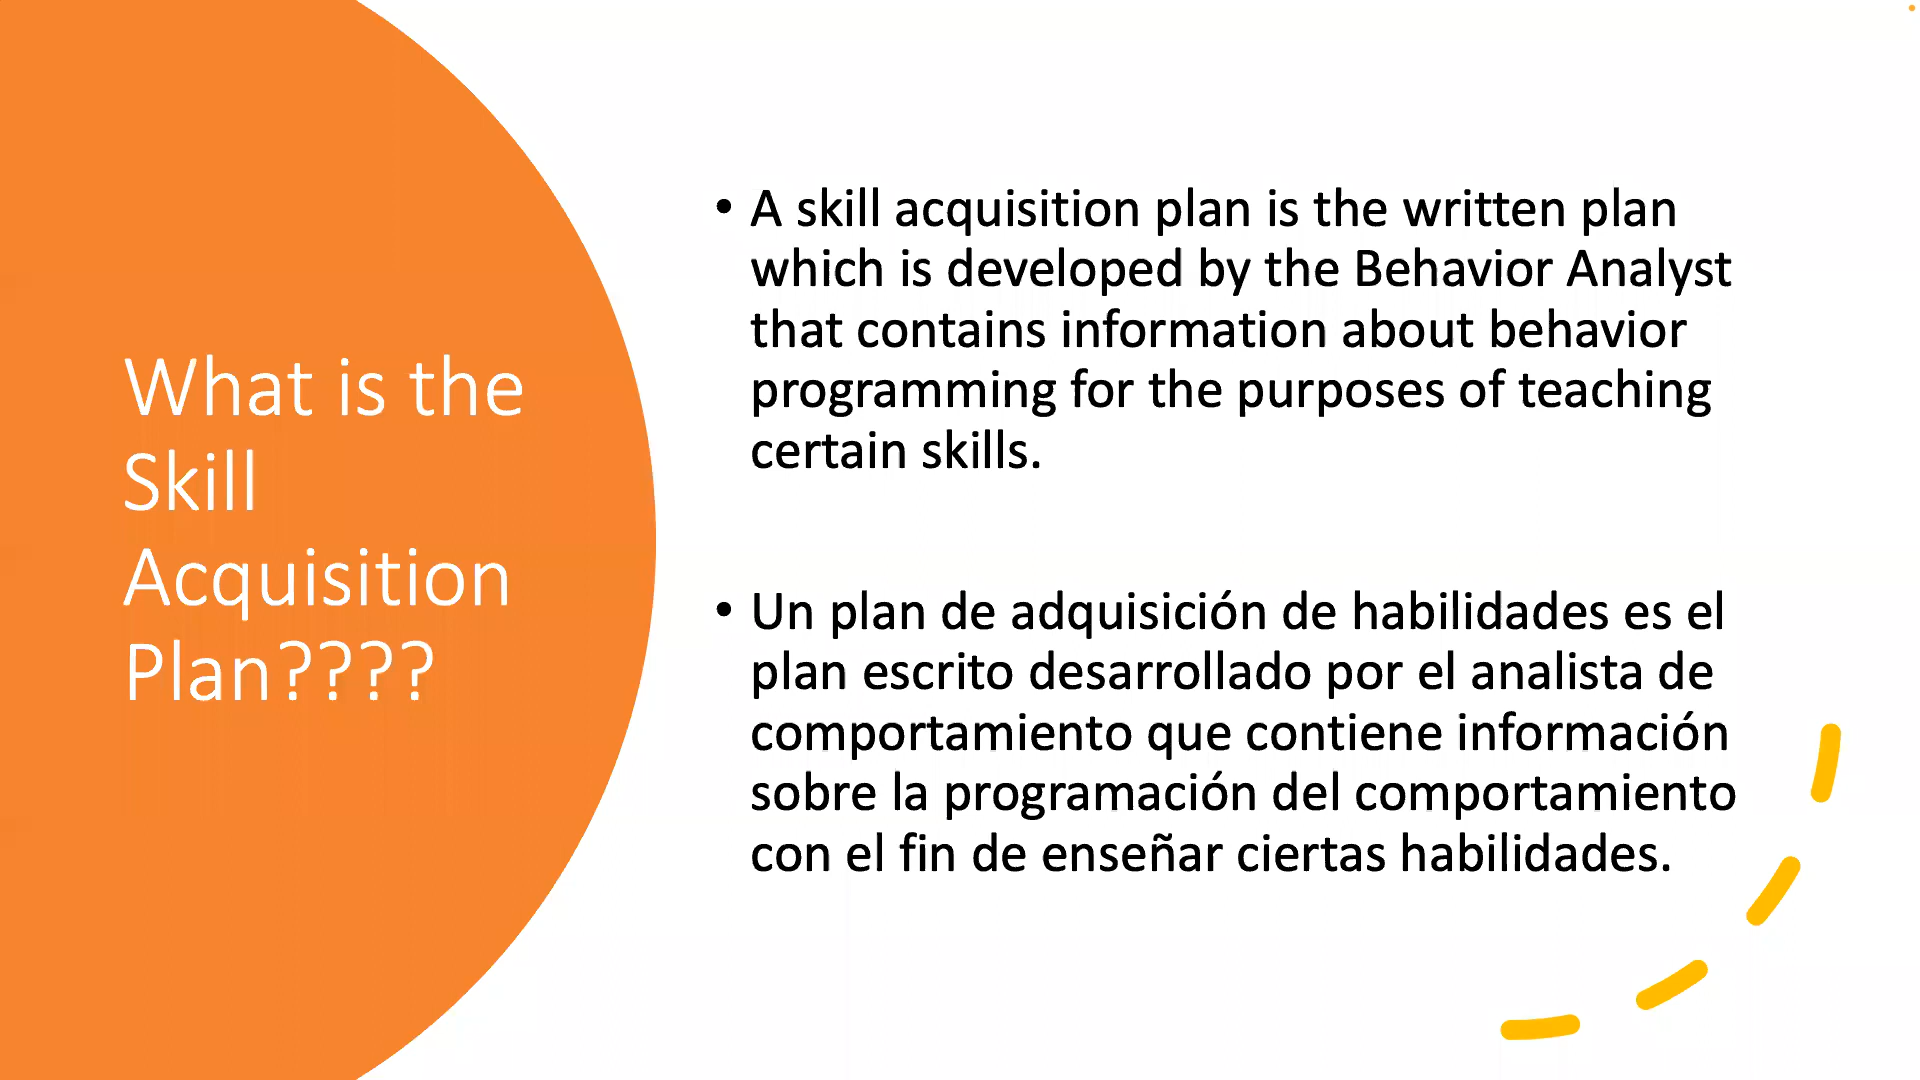 What is the
Skill
Acquisition
Plan????
• A skill acquisition plan is the written plan
which is developed by the Behavior Analyst
that contains information about behavior
programming for the purposes of teaching
certain skills.
• Un plan de adquisición de habilidades es el
plan escrito desarrollado por el analista de
comportamiento que contiene información
sobre la programación del comportamiento
con el fin de enseñar ciertas habilidades.